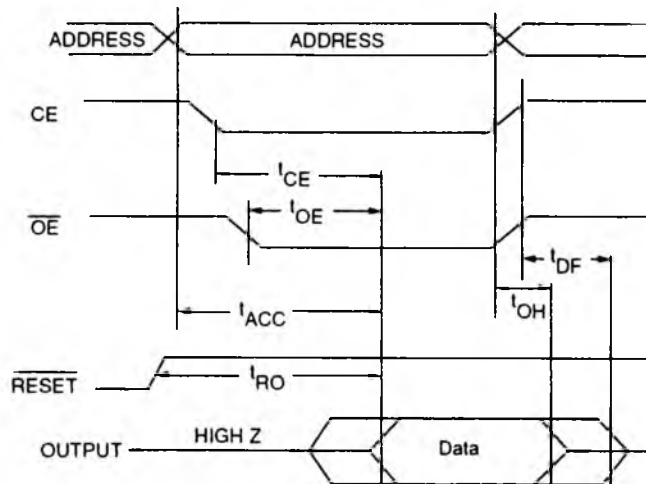 ADDRESS ADDRESS
CE
tCE
tOE
OE
tDF
tOH
tACC
tRO
RESET
OUTPUT HIGH Z Data